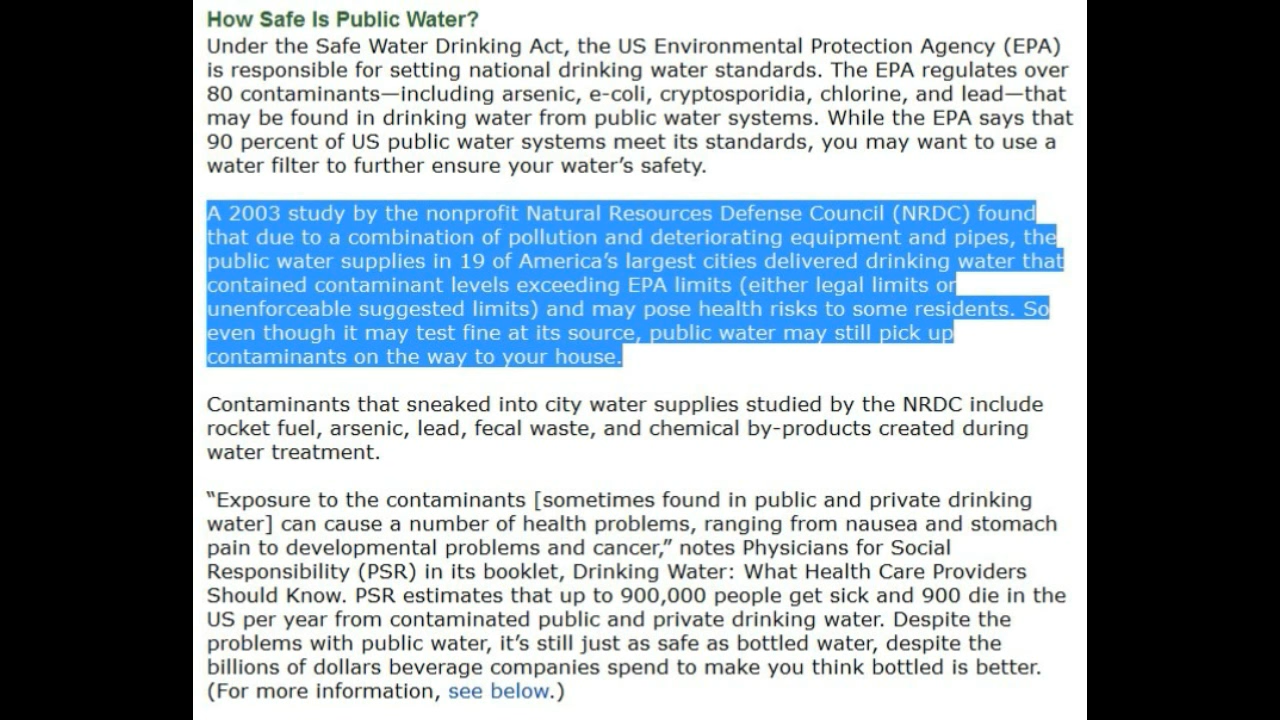 How Safe Is Public Water?
Under the Safe Water Drinking Act, the US Environmental Protection Agency (EPA)
is responsible for setting national drinking water standards. The EPA regulates over
80 contaminants—including arsenic, e-coli, cryptosporidia, chlorine, and lead—that
may be found in drinking water from public water systems. While the EPA says that
90 percent of US public water systems meet its standards, you may want to use a
water filter to further ensure your water’s safety.
A 2003 study by the nonprofit Natural Resources Defense Council (NRDC) found
that due to a combination of pollution and deteriorating equipment and pipes, the
public water supplies in 19 of America’s largest cities delivered drinking water that
contained contaminant levels exceeding EPA limits (either legal limits or
unenforceable suggested limits) and may pose health risks to some residents. So
even though it may test fine at its source, public water may still pick up
contaminants on the way to your house.
Contaminants that sneaked into city water supplies studied by the NRDC include
rocket fuel, arsenic, lead, fecal waste, and chemical by-products created during
water treatment.
“Exposure to the contaminants [sometimes found in public and private drinking
water] can cause a number of health problems, ranging from nausea and stomach
pain to developmental problems and cancer,” notes Physicians for Social
Responsibility (PSR) in its booklet, Drinking Water: What Health Care Providers
Should Know. PSR estimates that up to 900,000 people get sick and 900 die in the
US per year from contaminated public and private drinking water. Despite the
problems with public water, it’s still just as safe as bottled water, despite the
billions of dollars beverage companies spend to make you think bottled is better.
(For more information, see below.)